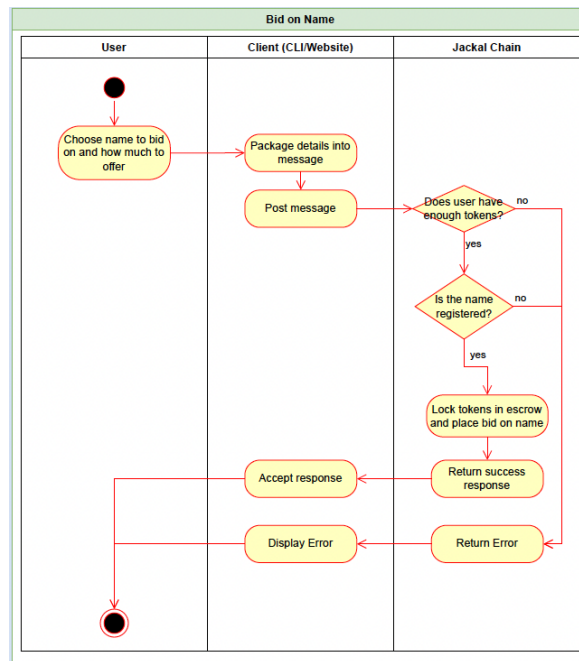 Bid on Name
User
Client (CLI/Website)
Jackal Chain
Choose name to bid
on and how much to
offer
Package details into
message
Post message
Does user have
enough tokens?
no
yes
Is the name
registered?
no
yes
Lock tokens in escrow
and place bid on name
Return success
response
Accept response
Return Error
Display Error